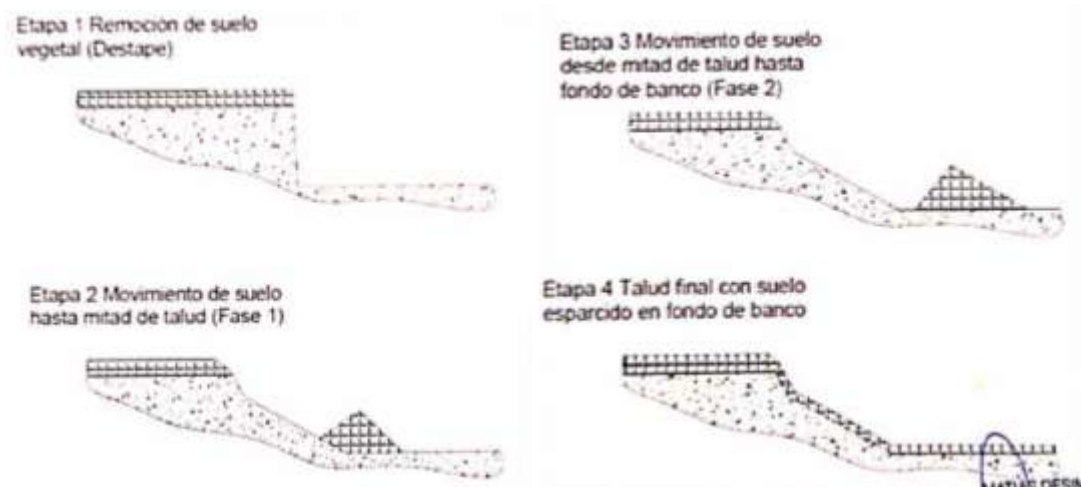 Etapa 1 Remoción de suelo
vegetal (Destape)
Etapa 2 Movimiento de suelo
hasta mitad de talud (Fase 1)
Etapa 3 Movimiento de suelo
desde mitad de talud hasta
fondo de banco (Fase 2)
Etapa 4 Talud final con suelo
esparcido en fondo de banco